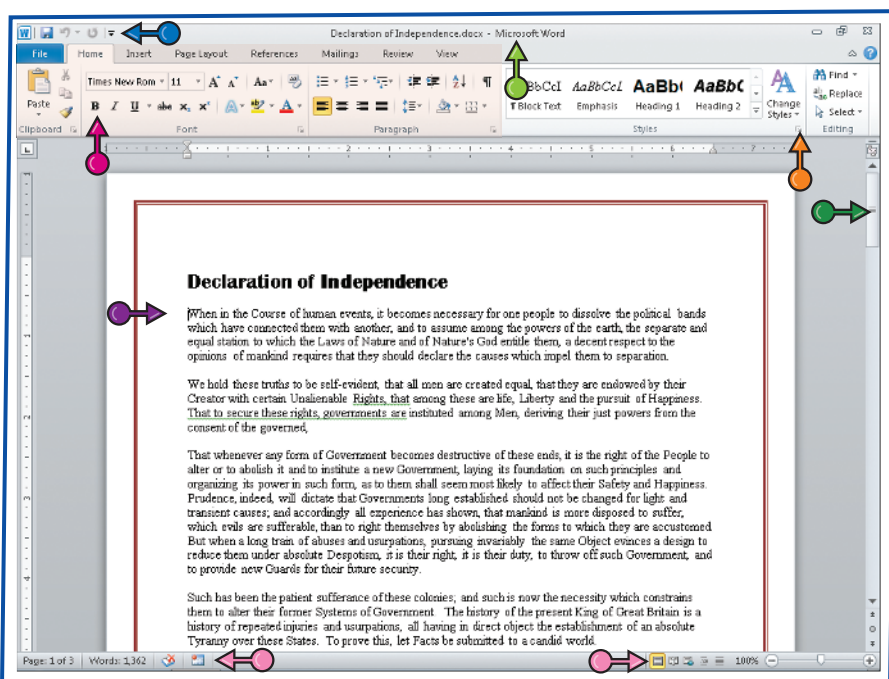 Declaration of Independence.docx - Microsoft Word
File Home Insert Page Layout References Mailings Review View
Times New Rom 11 Aa
Paste B I U abe x₂ x² A ab A
BbCcI AaBbCcL AaBb( AaBbC
¶ Block Text Emphasis Heading 1 Heading 2
Change Styles
Find
Replace
Select
Clipboard Font Paragraph Styles Editing
1 2 3 4 5 6 7
Declaration of Independence
When in the Course of human events, it becomes necessary for one people to dissolve the political bands
which have connected them with another, and to assume among the powers of the earth, the separate and
equal station to which the Laws of Nature and of Nature's God entitle them, a decent respect to the
opinions of mankind requires that they should declare the causes which impel them to separation.
We hold these truths to be self-evident, that all men are created equal, that they are endowed by their
Creator with certain Unalienable Rights, that among these are life, Liberty and the pursuit of Happiness.
That to secure these rights, governments are instituted among Men, deriving their just powers from the
consent of the governed,
That whenever any form of Government becomes destructive of these ends, it is the right of the People to
alter or to abolish it and to institute a new Government, laying its foundation on such principles and
organizing its power in such form, as to them shall seem most likely to affect their Safety and Happiness.
Prudence, indeed, will dictate that Governments long established should not be changed for light and
transient causes; and accordingly all experience has shown, that mankind is more disposed to suffer,
which evils are sufferable, than to right themselves by abolishing the forms to which they are accustomed
But when a long train of abuses and usurpations, pursuing invariably the same Object evinces a design to
reduce them under absolute Despotism, it is their right, it is their duty, to throw off such Government, and
to provide new Guards for their future security.
Such has been the patient sufferance of these colonies; and such is now the necessity which constrains
them to alter their former Systems of Government The history of the present King of Great Britain is a
history of repeated injuries and usurpations, all having in direct object the establishment of an absolute
Tyranny over these States. To prove this, let Facts be submitted to a candid world.
Page: 1 of 3 Words: 1,362 100%